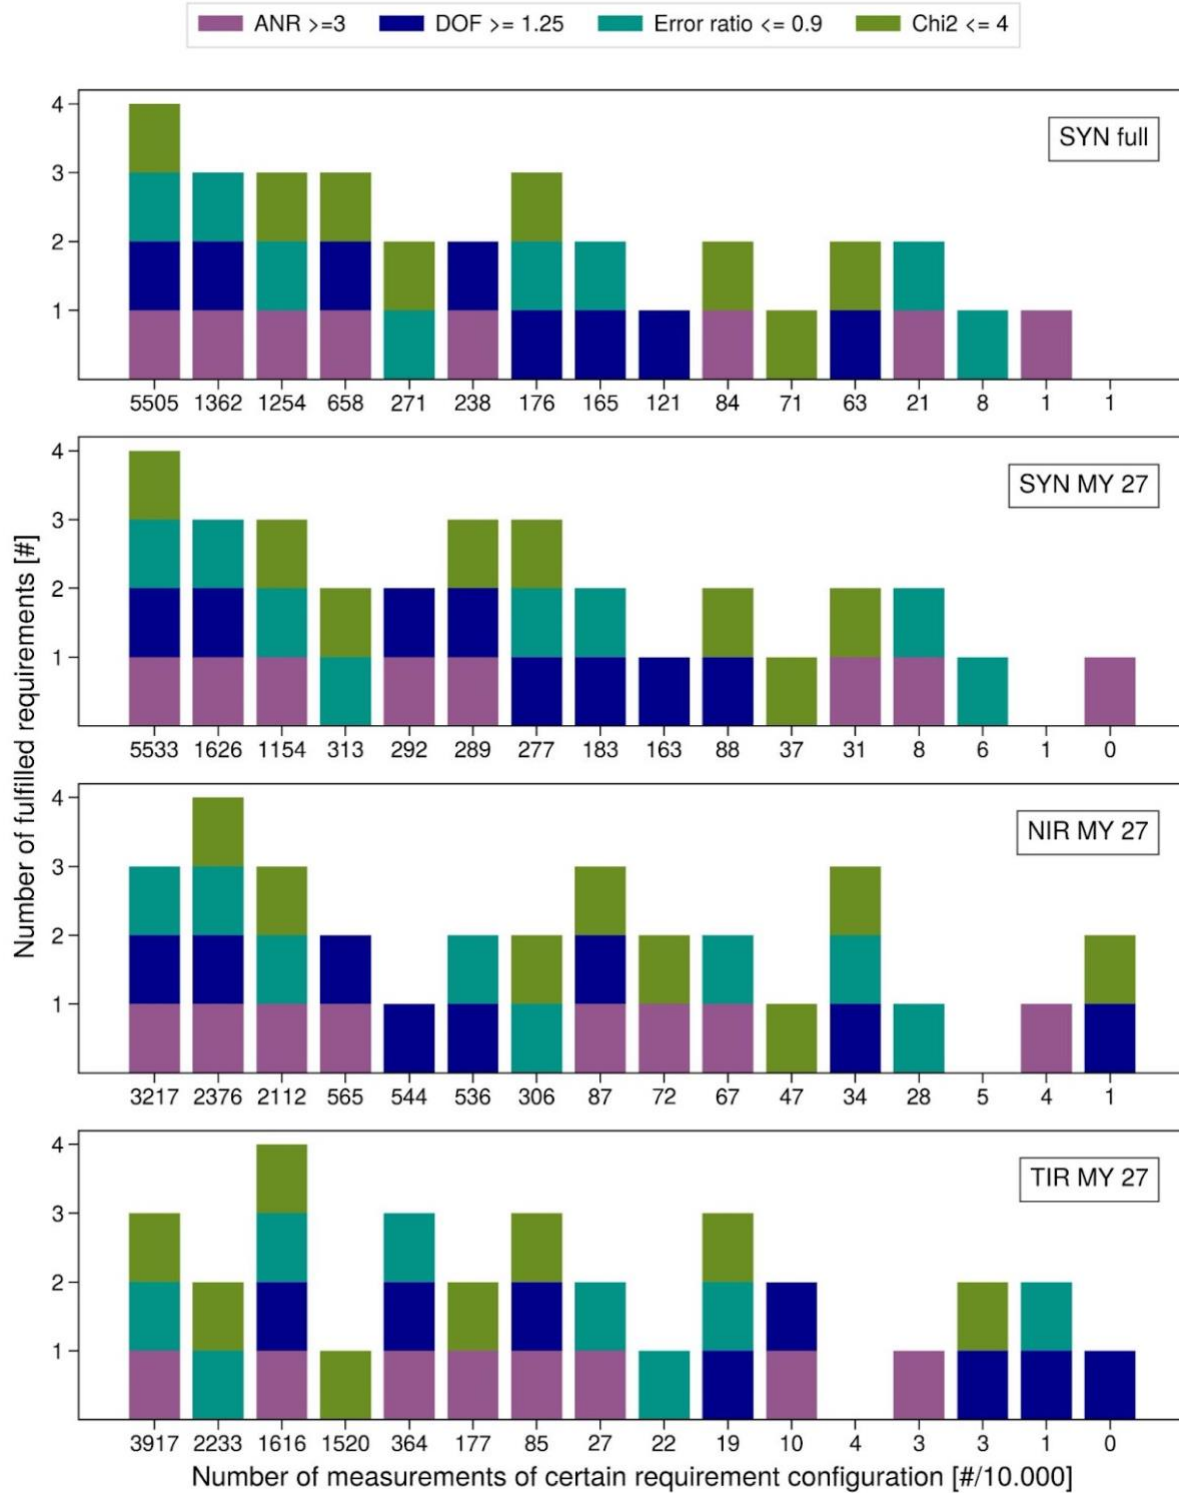 ANR >=3 DOF >= 1.25 Error ratio <= 0.9 Chi2 <= 4
Number of fulfilled requirements [#]
SYN full
4
3
2
1
5505 1362 1254 658 271 238 176 165 121 84 71 63 21 8 1 1
SYN MY 27
4
3
2
1
5533 1626 1154 313 292 289 277 183 163 88 37 31 8 6 1 0
NIR MY 27
4
3
2
1
3217 2376 2112 565 544 536 306 87 72 67 47 34 28 5 4 1
TIR MY 27
4
3
2
1
3917 2233 1616 1520 364 177 85 27 22 19 10 4 3 3 1 0
Number of measurements of certain requirement configuration [#/10.000]